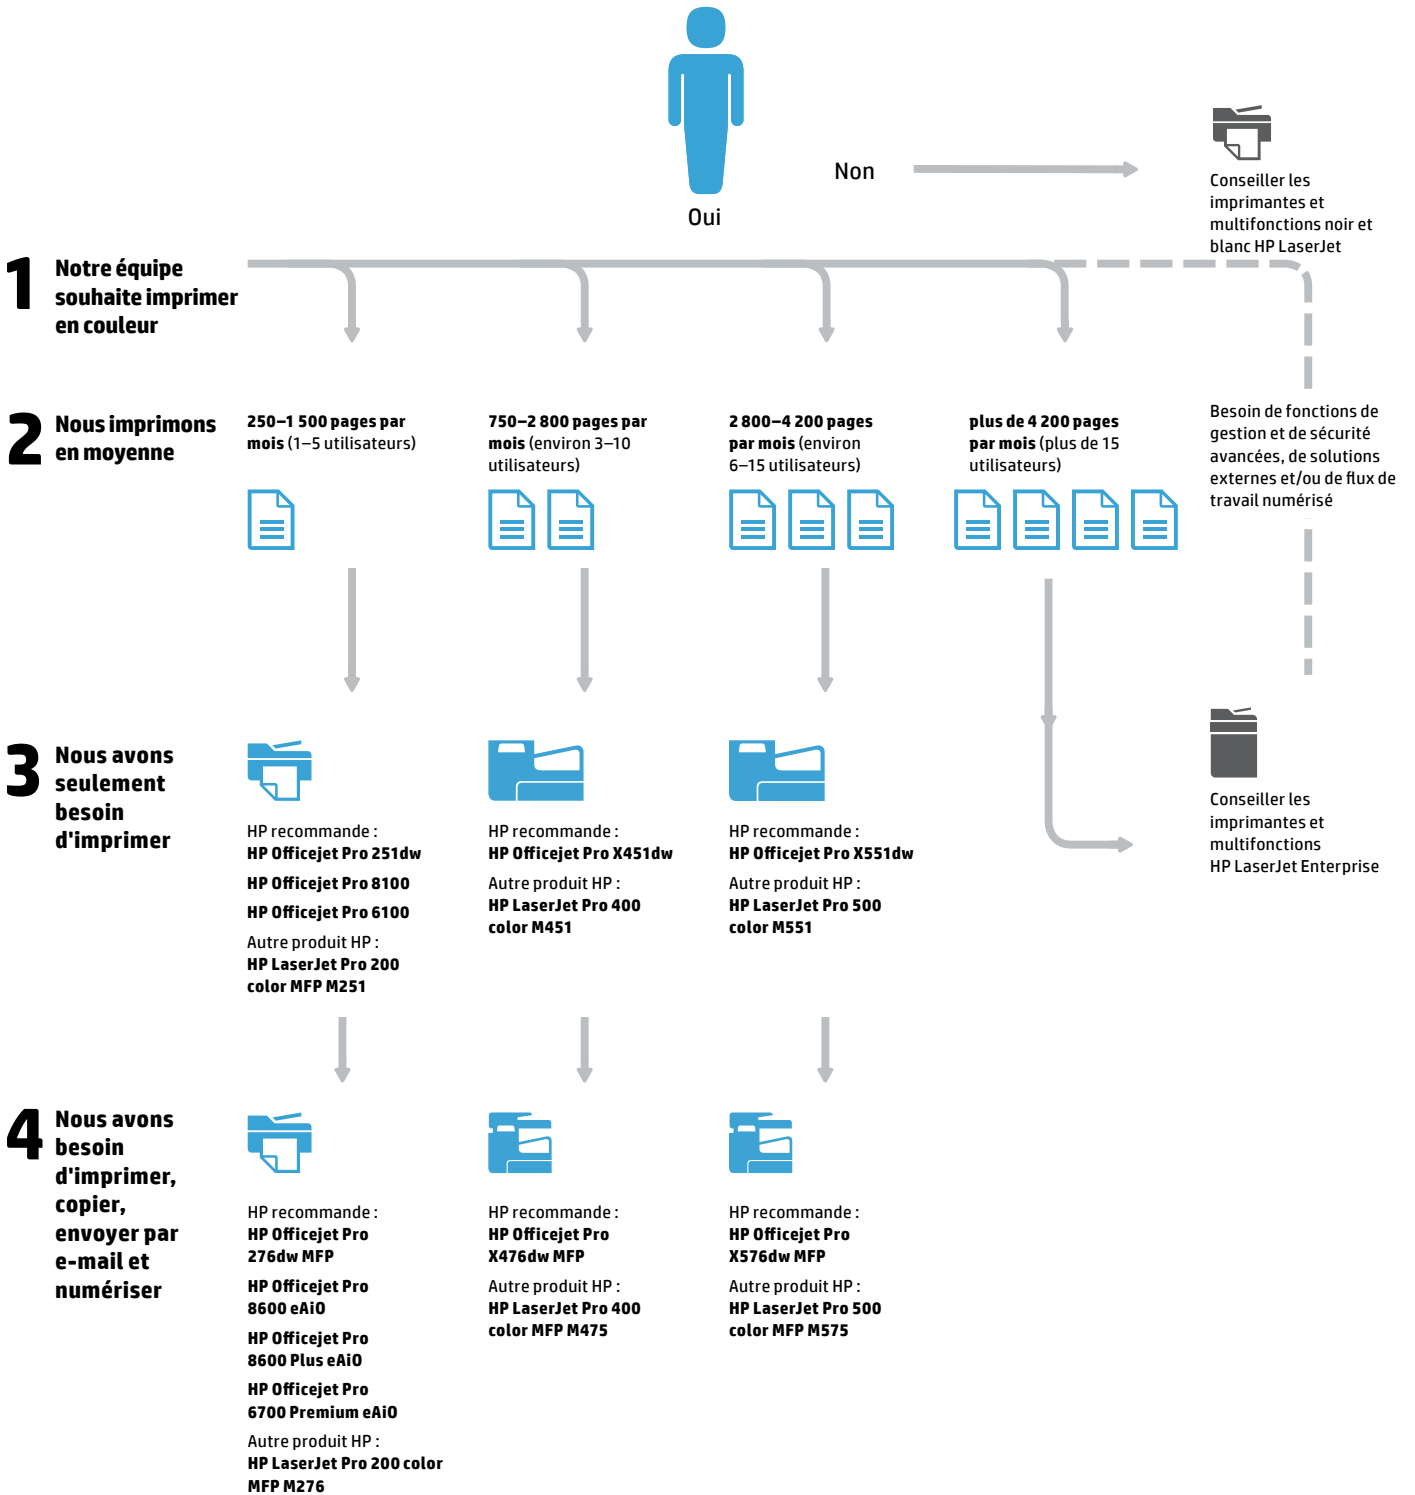 Non
Oui
Conseiller les
imprimantes et
multifonctions noir et
blanc HP LaserJet
1
Notre équipe
souhaite imprimer
en couleur
2
Nous imprimons
en moyenne
250–1 500 pages par
mois (1–5 utilisateurs)
750–2 800 pages par
mois (environ 3–10
utilisateurs)
2 800–4 200 pages
par mois (environ
6–15 utilisateurs)
plus de 4 200 pages
par mois (plus de 15
utilisateurs)
Besoin de fonctions de
gestion et de sécurité
avancées, de solutions
externes et/ou de flux de
travail numérisé
3
Nous avons
seulement
besoin
d'imprimer
HP recommande :
HP Officejet Pro 251dw
HP Officejet Pro 8100
HP Officejet Pro 6100
Autre produit HP :
HP LaserJet Pro 200
color MFP M251
HP recommande :
HP Officejet Pro X451dw
Autre produit HP :
HP LaserJet Pro 400
color M451
HP recommande :
HP Officejet Pro X551dw
Autre produit HP :
HP LaserJet Pro 500
color M551
Conseiller les
imprimantes et
multifonctions
HP LaserJet Enterprise
4
Nous avons
besoin
d'imprimer,
copier,
envoyer par
e-mail et
numériser
HP recommande :
HP Officejet Pro
276dw MFP
HP Officejet Pro
8600 eAiO
HP Officejet Pro
8600 Plus eAiO
HP Officejet Pro
6700 Premium eAiO
Autre produit HP :
HP LaserJet Pro 200 color
MFP M276
HP recommande :
HP Officejet Pro
X476dw MFP
Autre produit HP :
HP LaserJet Pro 400
color MFP M475
HP recommande :
HP Officejet Pro
X576dw MFP
Autre produit HP :
HP LaserJet Pro 500
color MFP M575